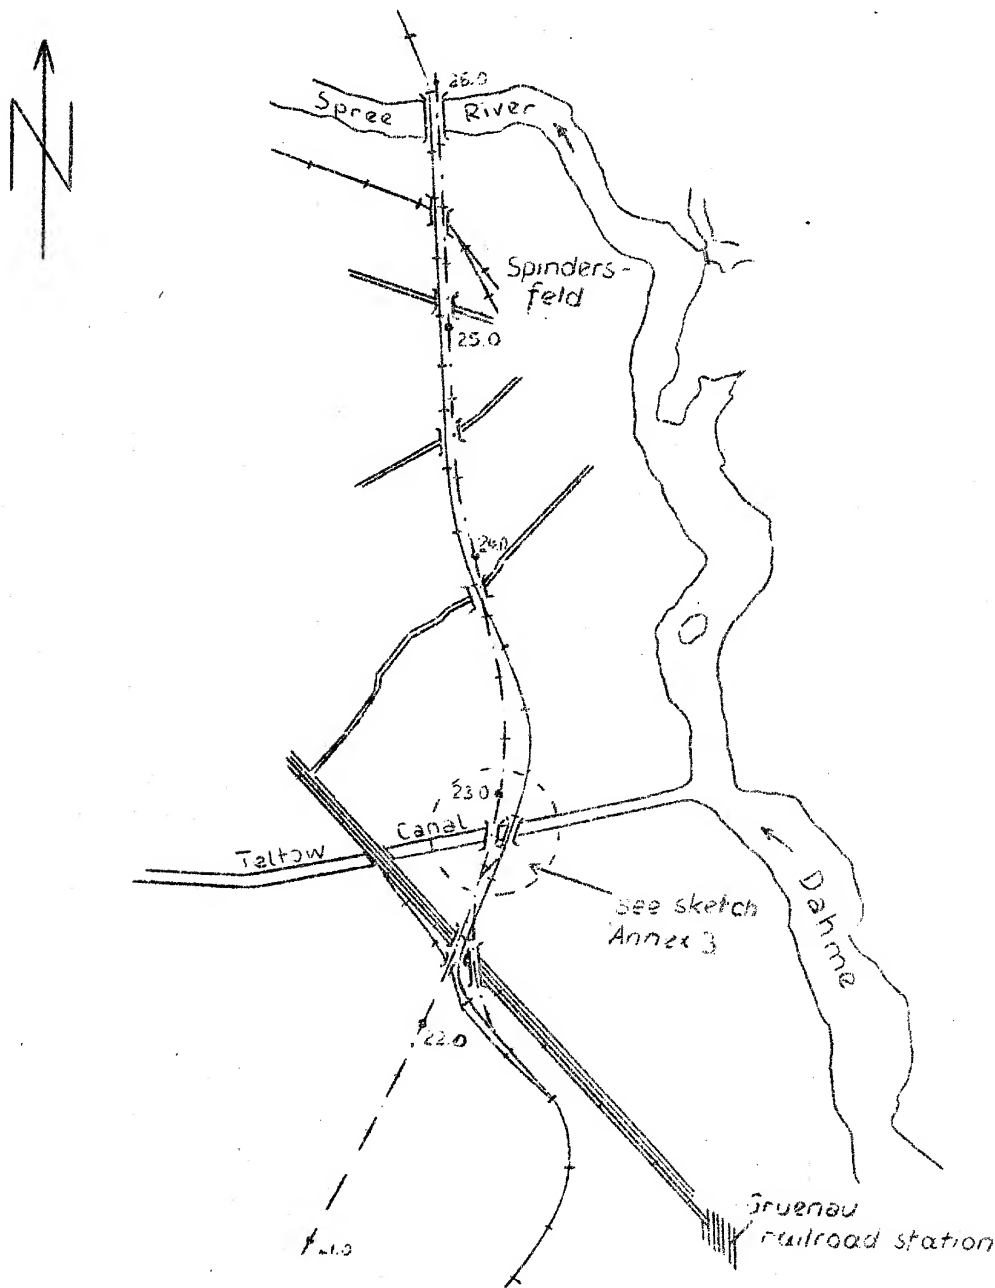 N
26.0
Spree River
Spinders-
feld
25.0
24.0
23.0
Teltow Canal
See sketch
Annex 3
Dahme
22.0
Gruenau
railroad station